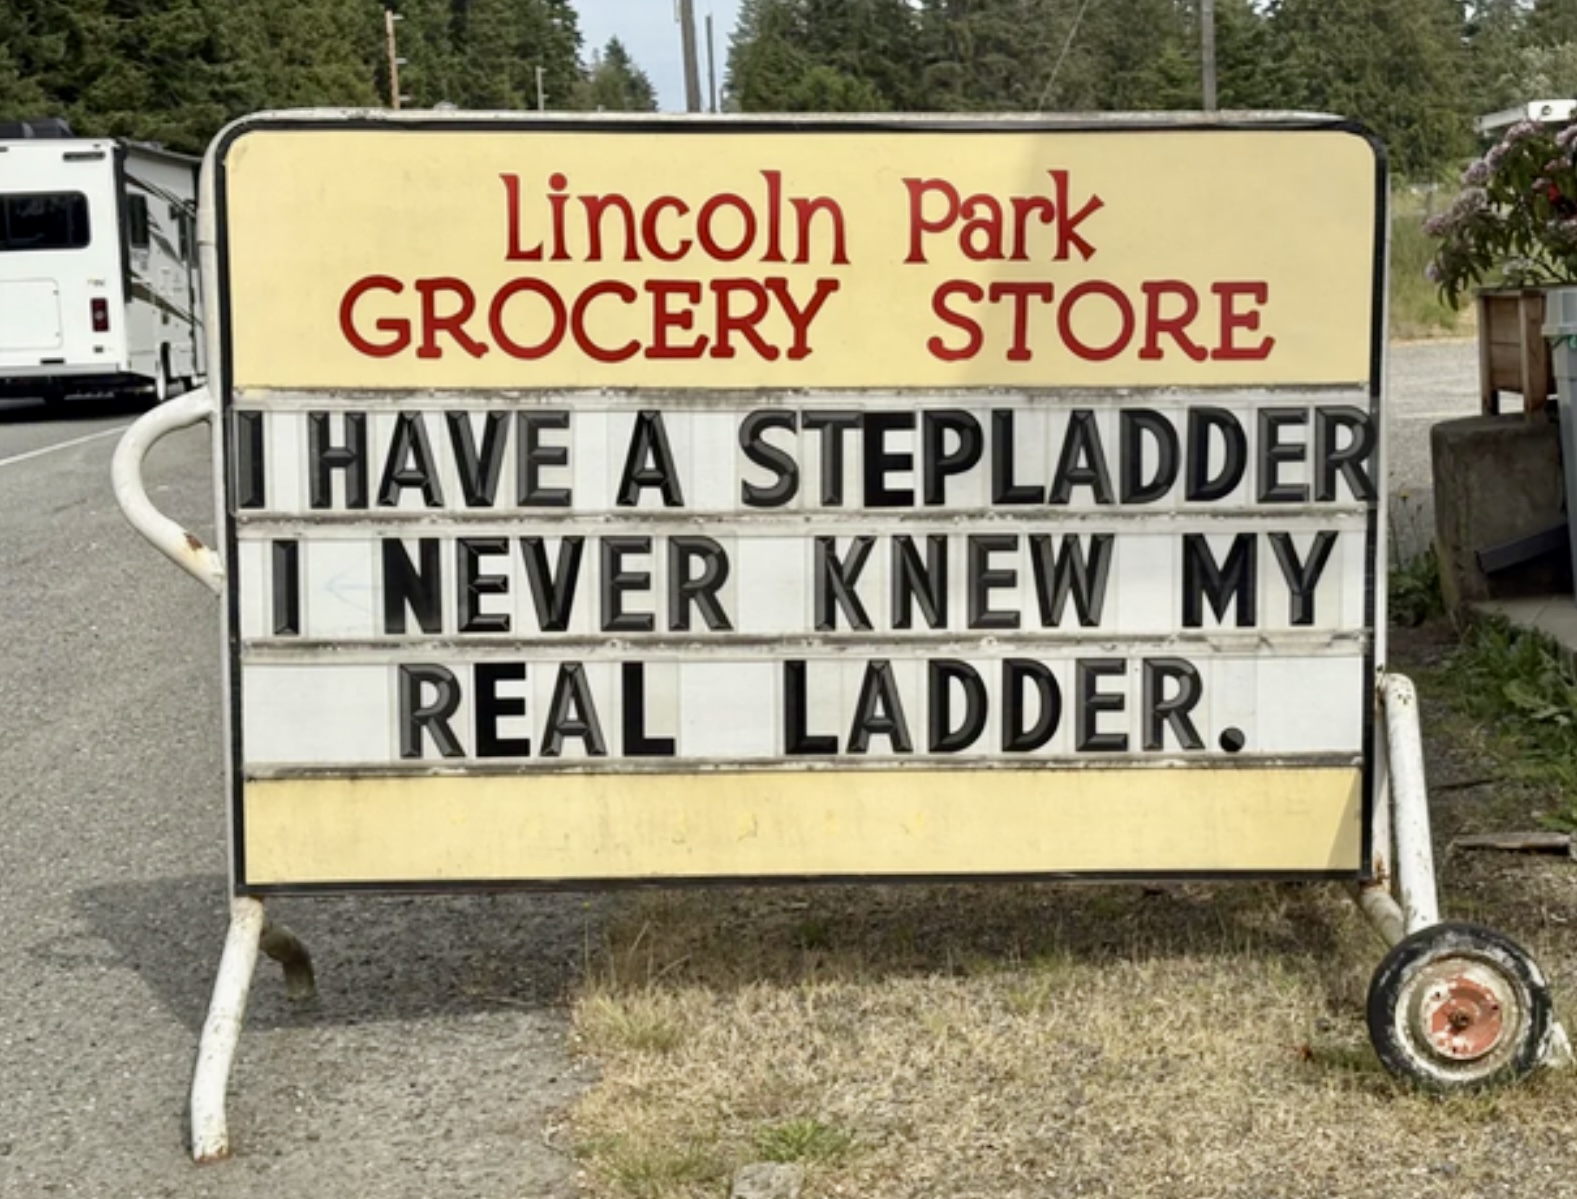 Lincoln Park
GROCERY STORE
I HAVE A STEPLADDER
I NEVER KNEW MY
REAL LADDER.